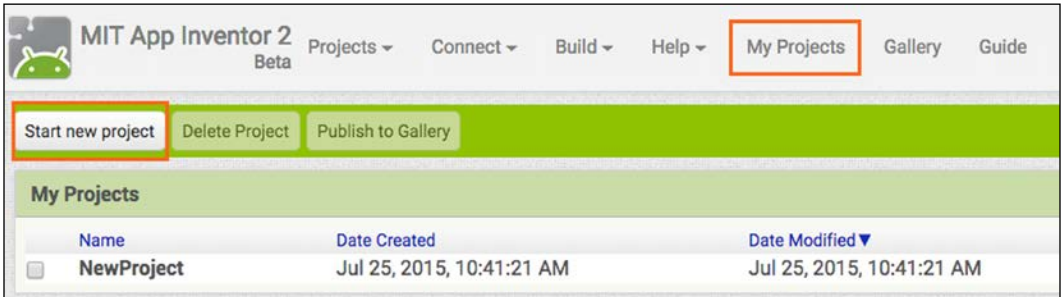 MIT App Inventor 2
Beta
Projects Connect Build Help My Projects Gallery Guide
Start new project Delete Project Publish to Gallery
My Projects
Name Date Created Date Modified▼
NewProject Jul 25, 2015, 10:41:21 AM Jul 25, 2015, 10:41:21 AM